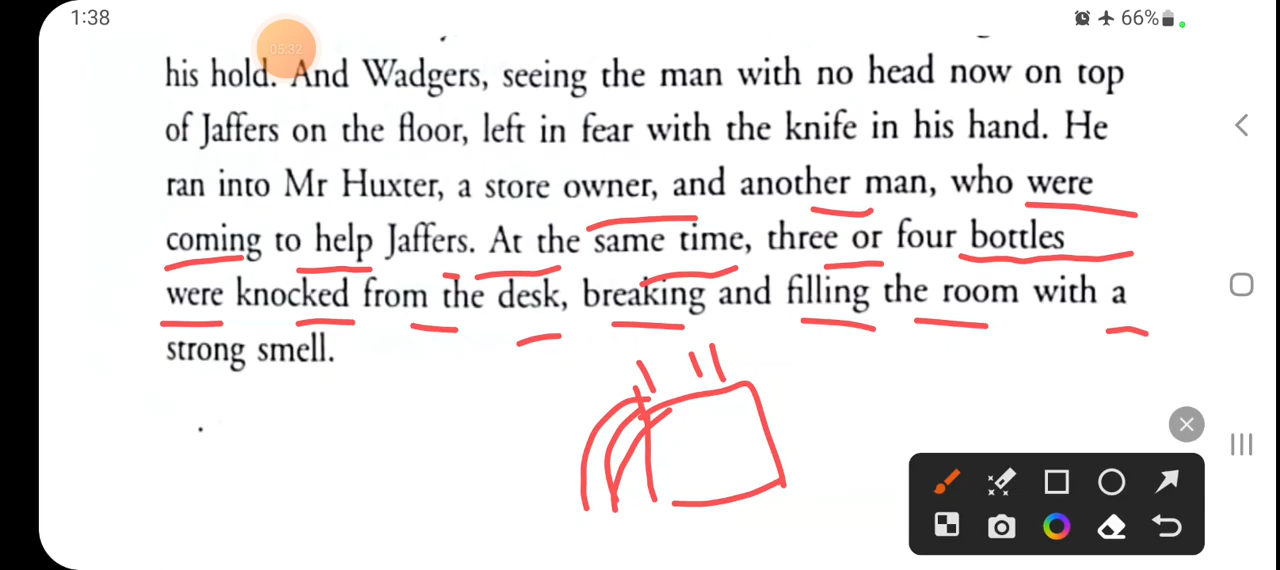 1:38
66%
05:32
his hold. And Wadgers, seeing the man with no head now on top
of Jaffers on the floor, left in fear with the knife in his hand. He
ran into Mr Huxter, a store owner, and another man, who were
coming to help Jaffers. At the same time, three or four bottles
were knocked from the desk, breaking and filling the room with a
strong smell.